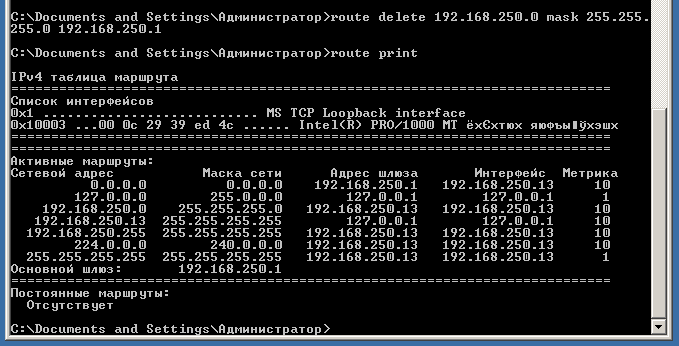 C:\Documents and Settings\Администратор>route delete 192.168.250.0 mask 255.255.
255.0 192.168.250.1
C:\Documents and Settings\Администратор>route print
IPv4 таблица маршрута
===========================================================================
Список интерфейсов
0x1 ........................... MS TCP Loopback interface
0x10003 ...00 0c 29 39 ed 4c ...... Intel(R) PRO/1000 MT
===========================================================================
===========================================================================
Активные маршруты:
Сетевой адрес Маска сети Адрес шлюза Интерфейс Метрика
0.0.0.0 0.0.0.0 192.168.250.1 192.168.250.13 10
127.0.0.0 255.0.0.0 127.0.0.1 127.0.0.1 1
192.168.250.0 255.255.255.0 192.168.250.13 192.168.250.13 10
192.168.250.13 255.255.255.255 127.0.0.1 127.0.0.1 10
192.168.250.255 255.255.255.255 192.168.250.13 192.168.250.13 10
224.0.0.0 240.0.0.0 192.168.250.13 192.168.250.13 10
255.255.255.255 255.255.255.255 192.168.250.13 192.168.250.13 1
Основной шлюз: 192.168.250.1
===========================================================================
Постоянные маршруты:
Отсутствует
C:\Documents and Settings\Администратор>